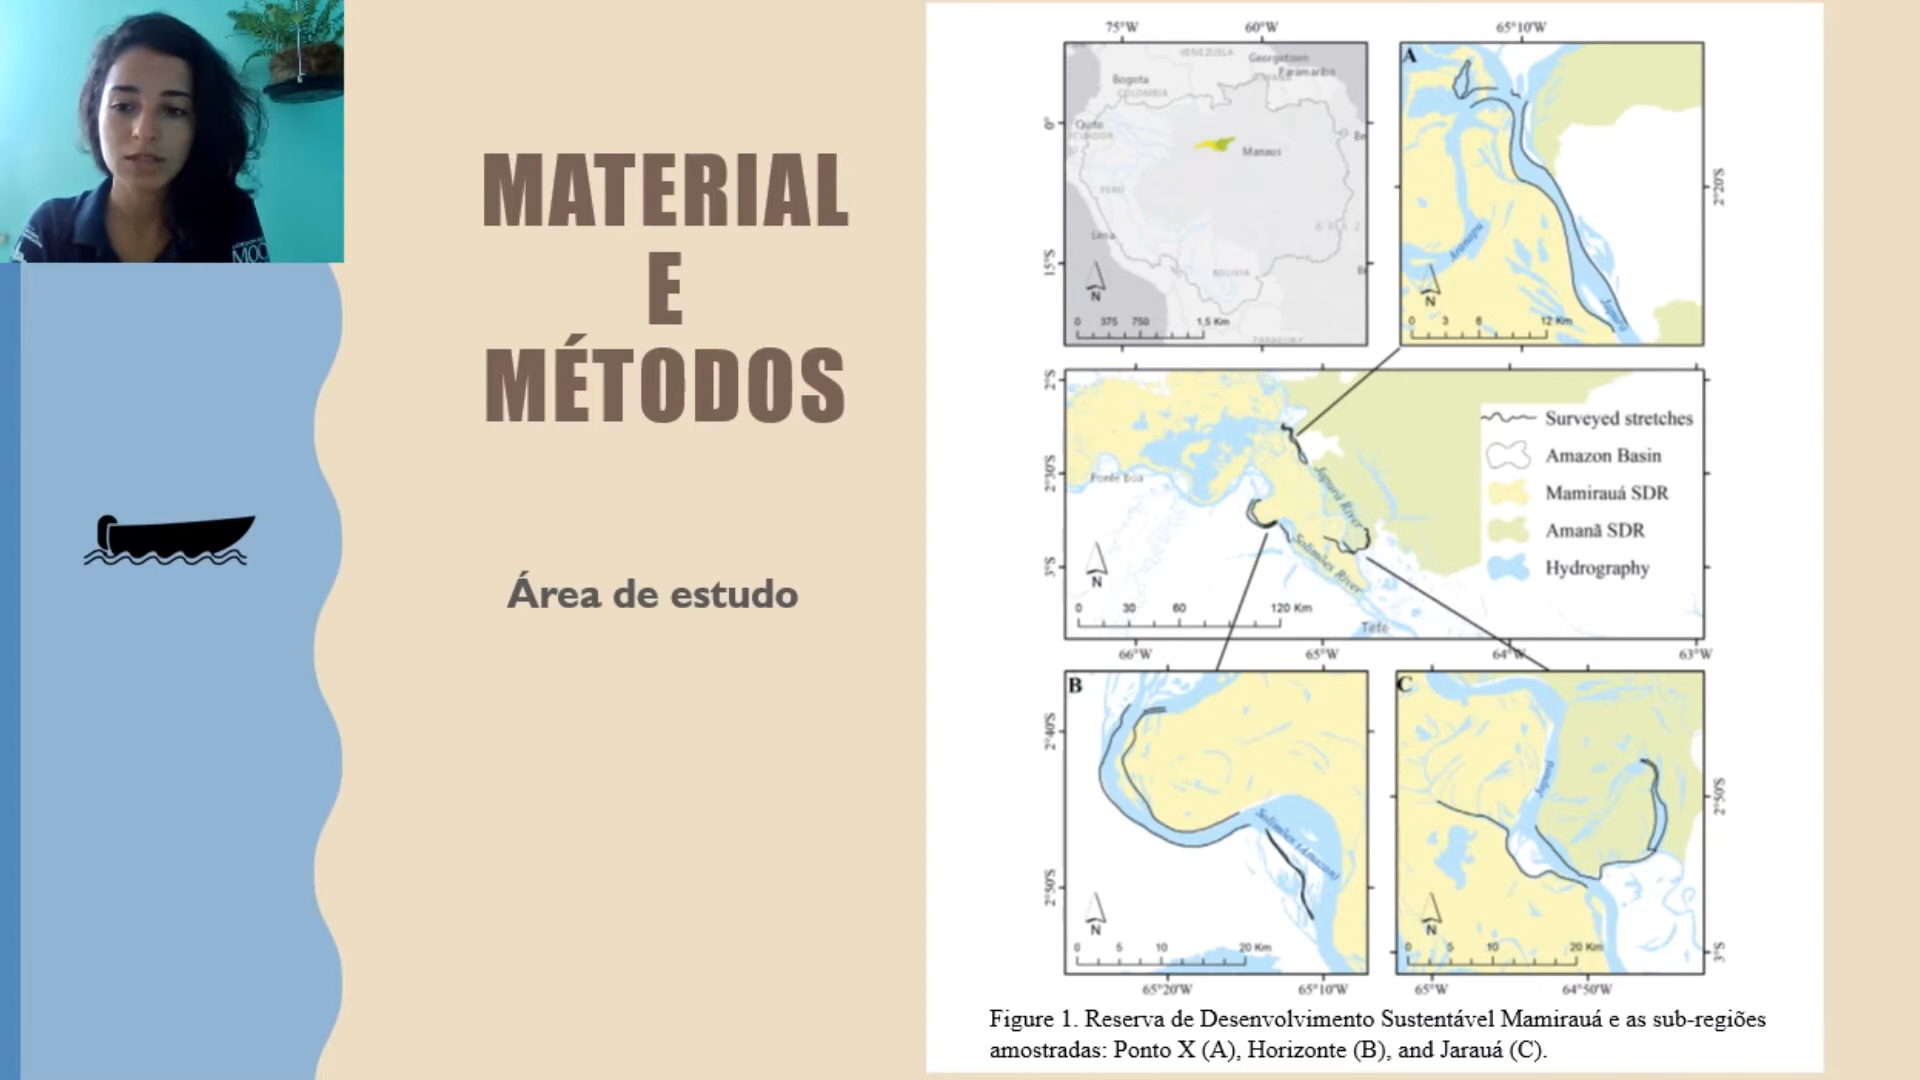 MATERIAL
E
MÉTODOS
Área de estudo
75°W
60°W
VENEZUELA
Georgetown
Paramaribo
Bogota
COLOMBIA
0°
Quito
Manaus
PERU
Lima
BRAZ
15°S
BOLIVIA
N
0 375 750 1,5 Km
PARAGUAY
65°10'W
A
2°20'S
Aranapu
Japurá
N
0 3 6 12 Km
2°S
2°30'S
3°S
Fonte Boa
Japurá River
Solimões River
Tefé
N
0 30 60 120 Km
66°W
65°W
64°W
63°W
Surveyed stretches
Amazon Basin
Mamirauá SDR
Amanã SDR
Hydrography
B
2°40'S
2°50'S
Solimões (Amazon)
N
0 5 10 20 Km
65°20'W
65°10'W
C
Japurá
2°50'S
3°S
N
0 5 10 20 Km
65°W
64°50'W
Figure 1. Reserva de Desenvolvimento Sustentável Mamirauá e as sub-regiões
amostradas: Ponto X (A), Horizonte (B), and Jarauá (C).